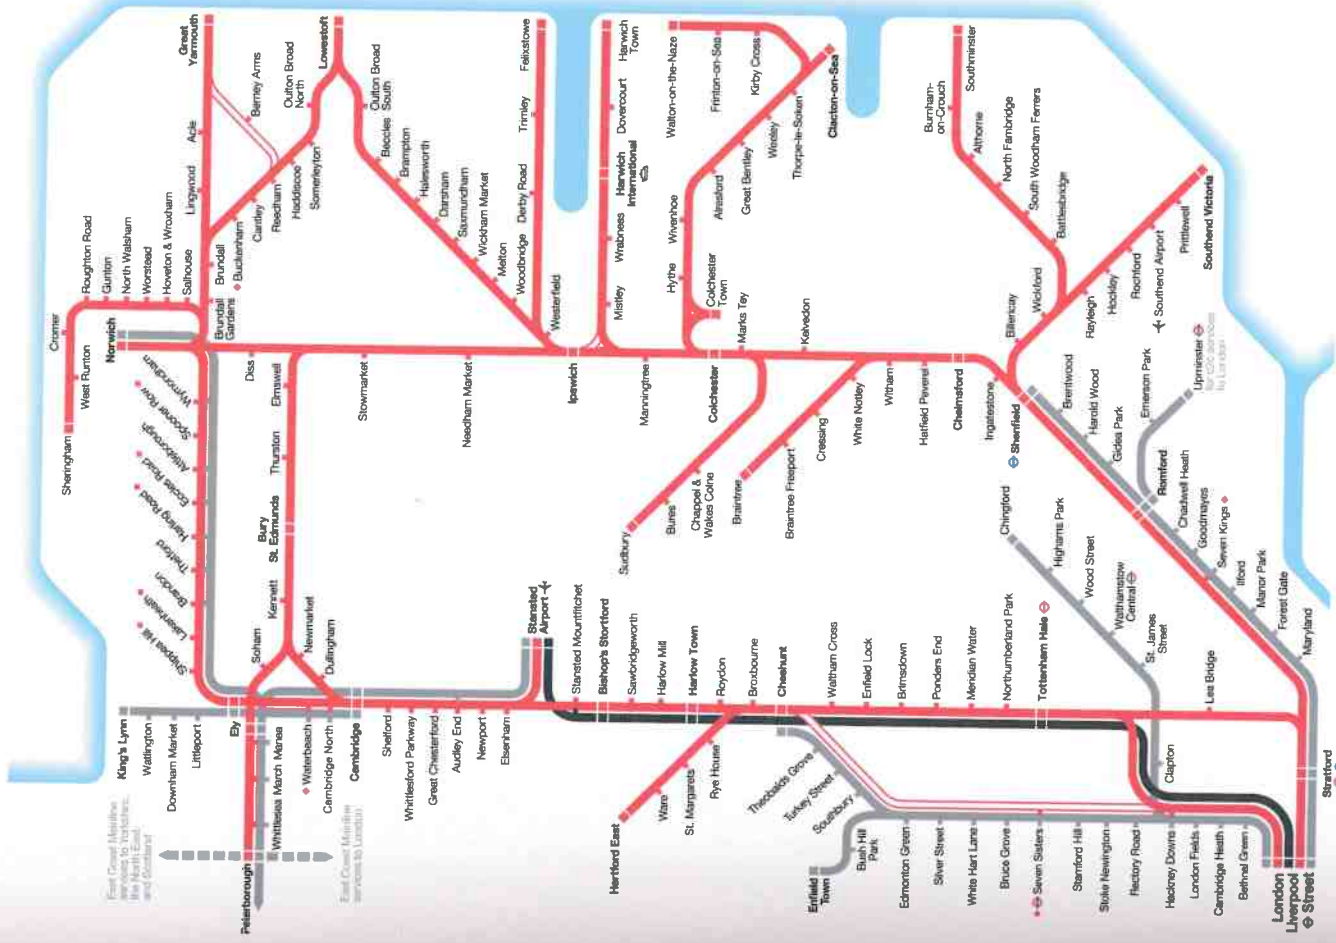 Great
Yarmouth
Acle
Lingwood
Berney Arms
Brundall
Buckenham
Cantley
Reedham
Haddiscoe
Somerleyton
Oulton Broad
North
Lowestoft
Oulton Broad
South
Beccles
Brampton
Halesworth
Darsham
Saxmundham
Wickham Market
Melton
Woodbridge
Felixstowe
Trimley
Derby Road
Westerfield
Harwich
Town
Dovercourt
Harwich
International
Wrabness
Mistley
Walton-on-the-Naze
Frinton-on-Sea
Kirby Cross
Clacton-on-Sea
Thorpe-le-Soken
Weeley
Great Bentley
Alresford
Wivenhoe
Hythe
Colchester
Town
Southminster
Burnham-
on-Crouch
Althorne
North Fambridge
South Woodham Ferrers
Battlesbridge
Wickford
Billericay
Southend Victoria
Prittlewell
Southend Airport
Rochford
Hockley
Rayleigh
Roughton Road
Gunton
North Walsham
Worstead
Hoveton & Wroxham
Salhouse
Brundall
Gardens
Cromer
West Runton
Sheringham
Norwich
Wymondham
Spooner Row
Attleborough
Eccles Road
Harling Road
Thetford
Brandon
Lakenheath
Shippea Hill
Diss
Stowmarket
Needham Market
Ipswich
Manningtree
Colchester
Marks Tey
Kelvedon
Witham
Hatfield Peverel
Chelmsford
Ingatestone
Shenfield
Elmswell
Thurston
Bury
St. Edmunds
Kennett
Newmarket
Dullingham
Soham
Sudbury
Bures
Chappel &
Wakes Colne
Braintree
Braintree Freeport
Cressing
White Notley
Brentwood
Harold Wood
Gidea Park
Romford
Emerson Park
Upminster
for c2c services
to London
Chadwell Heath
Goodmayes
Seven Kings
Ilford
Manor Park
Forest Gate
Maryland
Stratford
Chingford
Highams Park
Wood Street
Walthamstow
Central
St. James
Street
Lea Bridge
King's Lynn
Watlington
Downham Market
Littleport
Ely
Manea
March
Whittlesea
Peterborough
Waterbeach
Cambridge North
Cambridge
Shelford
Whittlesford Parkway
Great Chesterford
Audley End
Newport
Elsenham
Stansted
Airport
Stansted Mountfitchet
Bishop's Stortford
Sawbridgeworth
Harlow Mill
Harlow Town
Roydon
Broxbourne
Cheshunt
Waltham Cross
Enfield Lock
Brimsdown
Ponders End
Meridian Water
Northumberland Park
Tottenham Hale
Clapton
Hertford East
Ware
St. Margarets
Rye House
Theobalds Grove
Turkey Street
Southbury
Enfield
Town
Bush Hill
Park
Edmonton Green
Silver Street
White Hart Lane
Bruce Grove
Seven Sisters
Stamford Hill
Stoke Newington
Rectory Road
Hackney Downs
London Fields
Cambridge Heath
Bethnal Green
London
Liverpool
Street
East Coast Mainline
services to Yorkshire,
the North East
and Scotland
East Coast Mainline
services to London